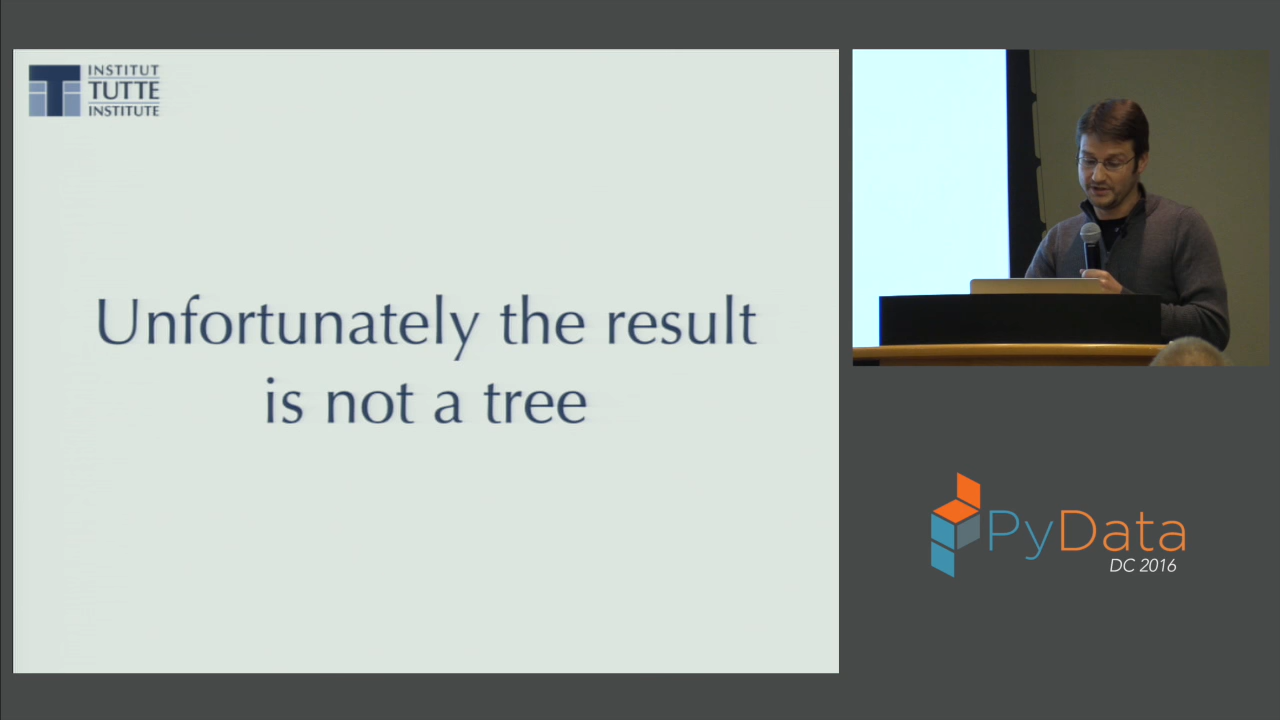 INSTITUT
TUTTE
INSTITUTE
Unfortunately the result
is not a tree
PyData
DC 2016